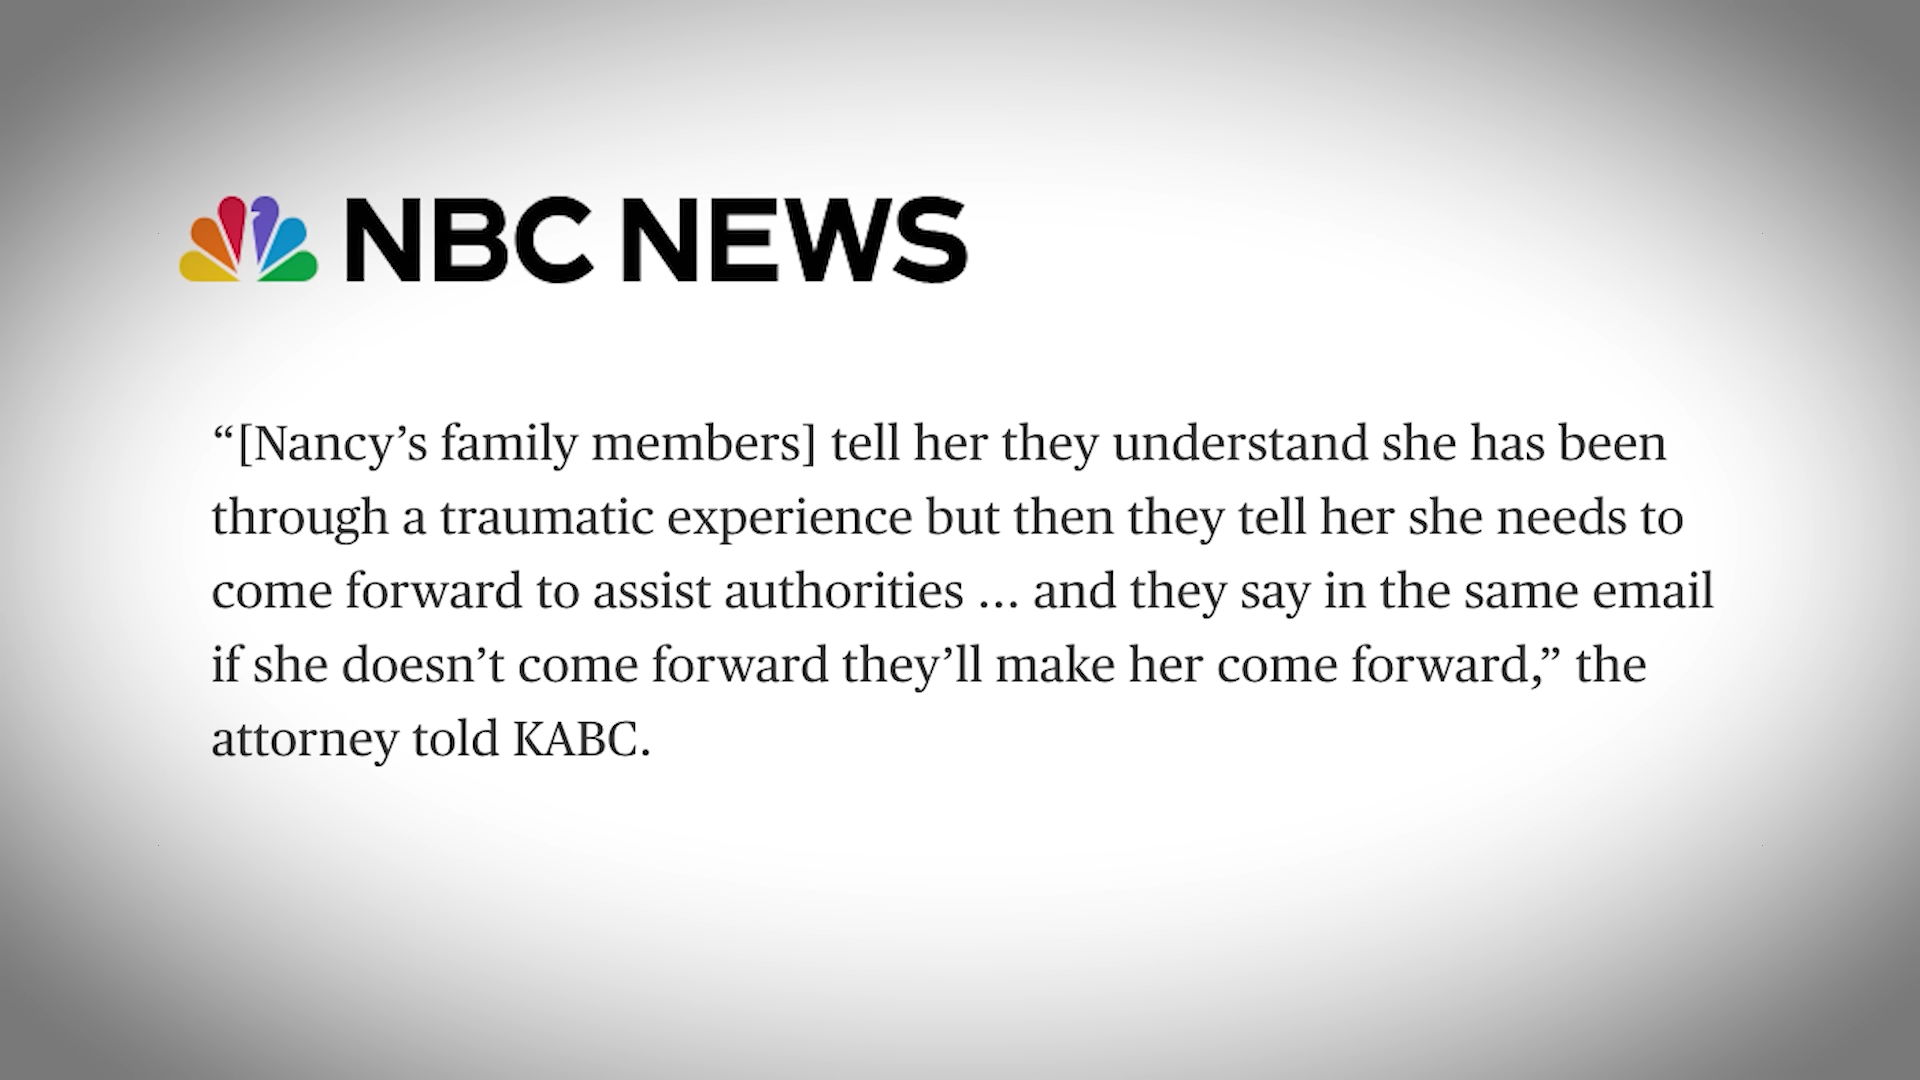 NBC NEWS
“[Nancy’s family members] tell her they understand she has been
through a traumatic experience but then they tell her she needs to
come forward to assist authorities ... and they say in the same email
if she doesn’t come forward they’ll make her come forward,” the
attorney told KABC.